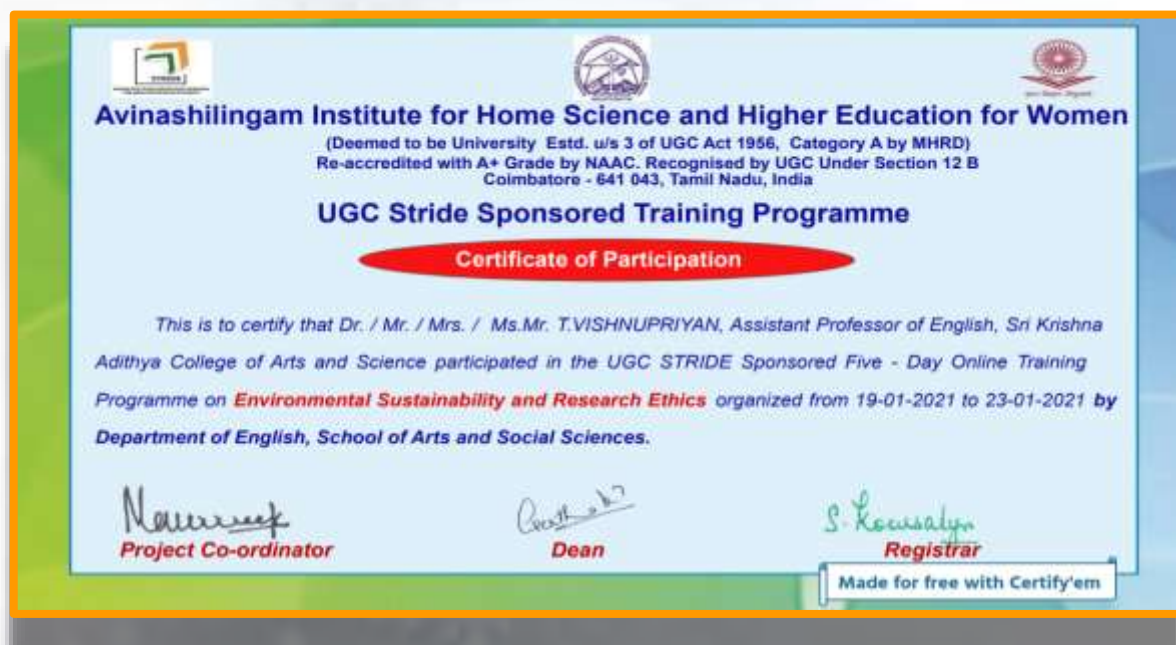 STRIDE
Avinashilingam Institute for Home Science and Higher Education for Women
(Deemed to be University Estd. u/s 3 of UGC Act 1956, Category A by MHRD)
Re-accredited with A+ Grade by NAAC. Recognised by UGC Under Section 12 B
Coimbatore - 641 043, Tamil Nadu, India
UGC Stride Sponsored Training Programme
Certificate of Participation
This is to certify that Dr. / Mr. / Mrs. / Ms.Mr. T.VISHNUPRIYAN, Assistant Professor of English, Sri Krishna
Adithya College of Arts and Science participated in the UGC STRIDE Sponsored Five - Day Online Training
Programme on Environmental Sustainability and Research Ethics organized from 19-01-2021 to 23-01-2021 by
Department of English, School of Arts and Social Sciences.
S. Kowsalya
Project Co-ordinator Dean Registrar
Made for free with Certify'em